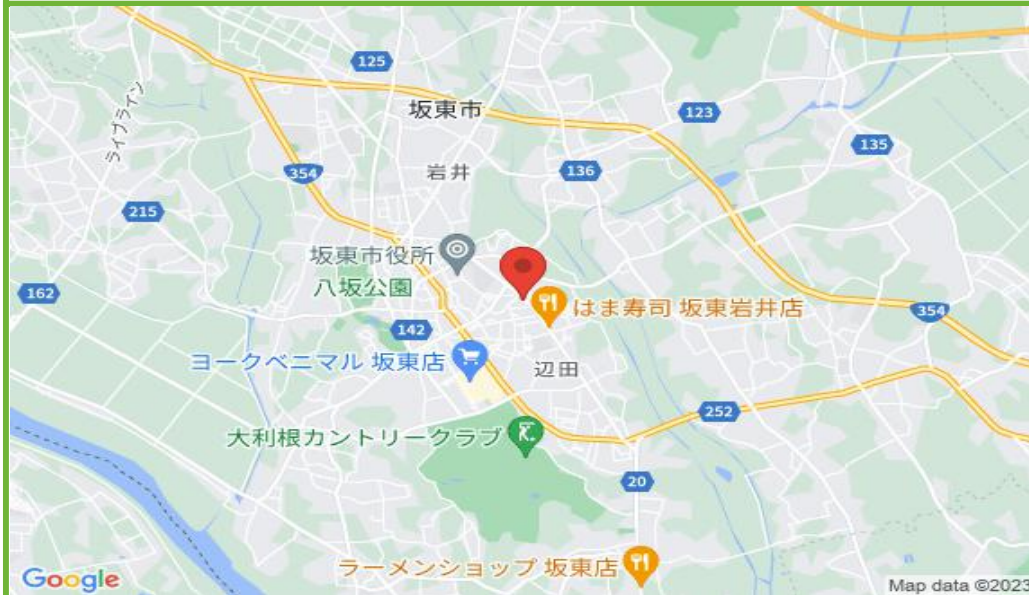 125
坂東市
123
ライブライン
岩井
136
135
354
215
坂東市役所
八坂公園
162
はま寿司 坂東岩井店
354
142
ヨークベニマル 坂東店
辺田
252
大利根カントリークラブ
20
ラーメンショップ 坂東店
Google
Map data ©2023